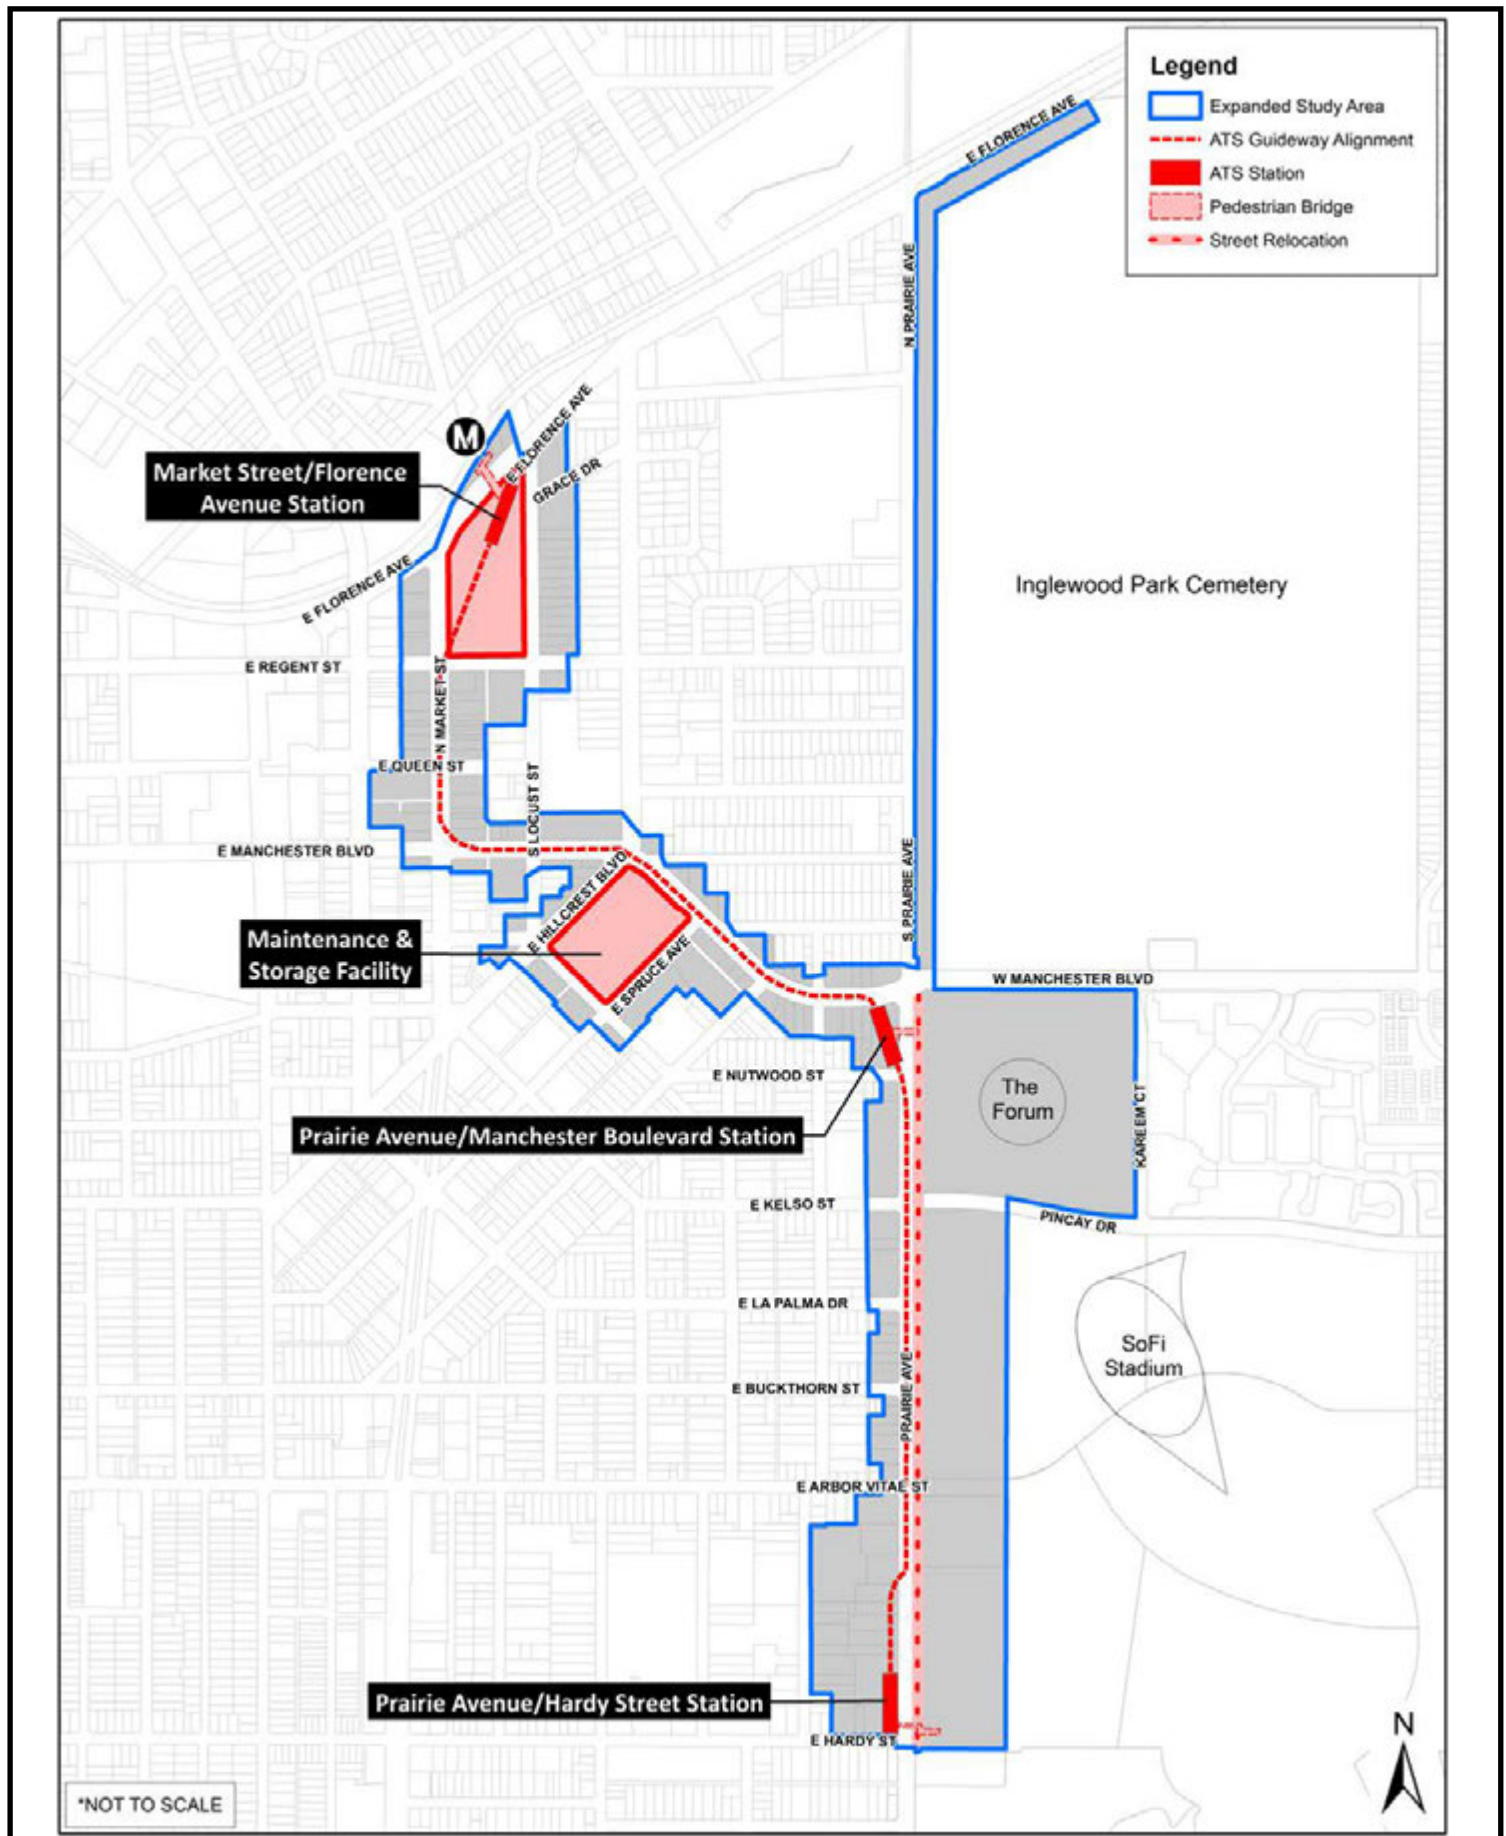 Legend
Expanded Study Area
ATS Guideway Alignment
ATS Station
Pedestrian Bridge
Street Relocation
E FLORENCE AVE
N PRAIRIE AVE
E FLORENCE AVE
M
GRACE DR
Market Street/Florence
Avenue Station
E FLORENCE AVE
Inglewood Park Cemetery
E REGENT ST
N MARKET ST
E QUEEN ST
S LOCUST ST
E MANCHESTER BLVD
S PRAIRIE AVE
E HILLCREST BLVD
Maintenance &
Storage Facility
E SPRUCE AVE
W MANCHESTER BLVD
E NUTWOOD ST
The
Forum
KAREEM CT
Prairie Avenue/Manchester Boulevard Station
E KELSO ST
PINCAY DR
E LA PALMA DR
SoFi
Stadium
PRAIRIE AVE
E BUCKTHORN ST
E ARBOR VITAE ST
Prairie Avenue/Hardy Street Station
E HARDY ST
N
*NOT TO SCALE